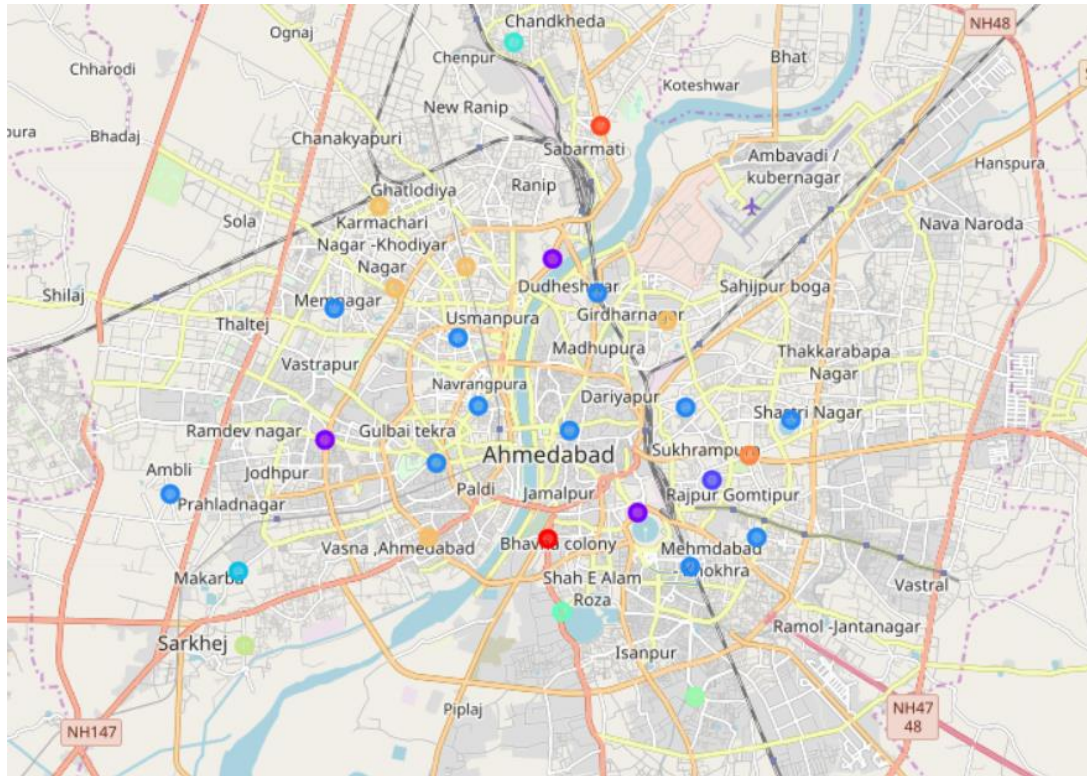 Chandkheda
NH48
Ognaj
Chenpur
Bhat
Chharodi
Koteshwar
New Ranip
Bhadaj
Chanakyapuri
pura
Sabarmati
Ambavadi /
kubernagar
Hanspura
Ranip
Ghatlodiya
Sola
Karmachari
Nagar -Khodiyar
Nagar
Nava Naroda
Shilaj
Memnagar
Dudheshwar
Sahijpur boga
Thaltej
Usmanpura
Girdharnagar
Madhupura
Vastrapur
Thakkarabapa
Nagar
Navrangpura
Dariyapur
Shastri Nagar
Ramdev nagar
Gulbai tekra
Ahmedabad
Sukhrampura
Ambli
Jodhpur
Paldi
Jamalpur
Rajpur Gomtipur
Prahladnagar
Vasna ,Ahmedabad
Bhavna colony
Mehmdabad
Khokhra
Makarba
Shah E Alam
Roza
Vastral
Sarkhej
Isanpur
Ramol -Jantanagar
Piplaj
NH147
NH47
48